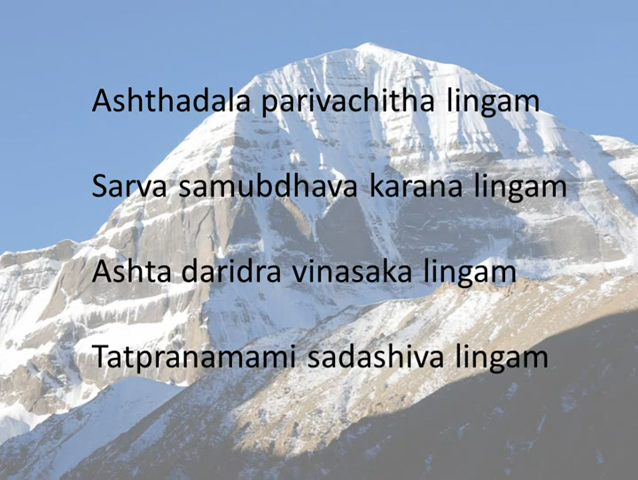 Ashthadala parivachitha lingam
Sarva samubdhava karana lingam
Ashta daridra vinasaka lingam
Tatpranamami sadashiva lingam